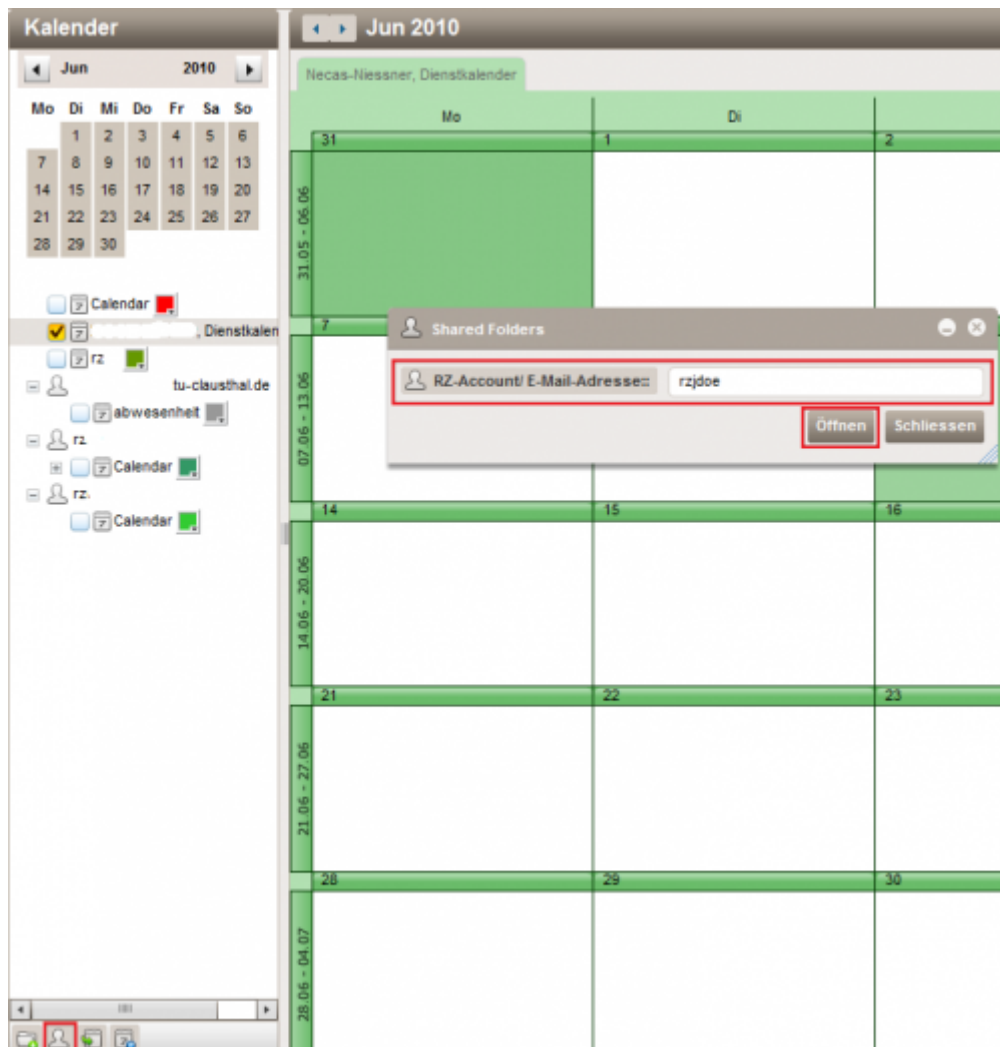 Kalender
Jun 2010
Mo Di Mi Do Fr Sa So
1 2 3 4 5 6
7 8 9 10 11 12 13
14 15 16 17 18 19 20
21 22 23 24 25 26 27
28 29 30
Calendar
, Dienstkalen
rz
tu-clausthal.de
abwesenheit
rz
Calendar
rz.
Calendar
Jun 2010
Necas-Niessner, Dienstkalender
Mo Di
31 1 2
31.05 - 06.06
7
07.06 - 13.06
14 15 16
14.06 - 20.06
21 22 23
21.06 - 27.06
28 29 30
28.06 - 04.07
Shared Folders
RZ-Account/ E-Mail-Adresse:: rzjdoe
Öffnen Schliessen